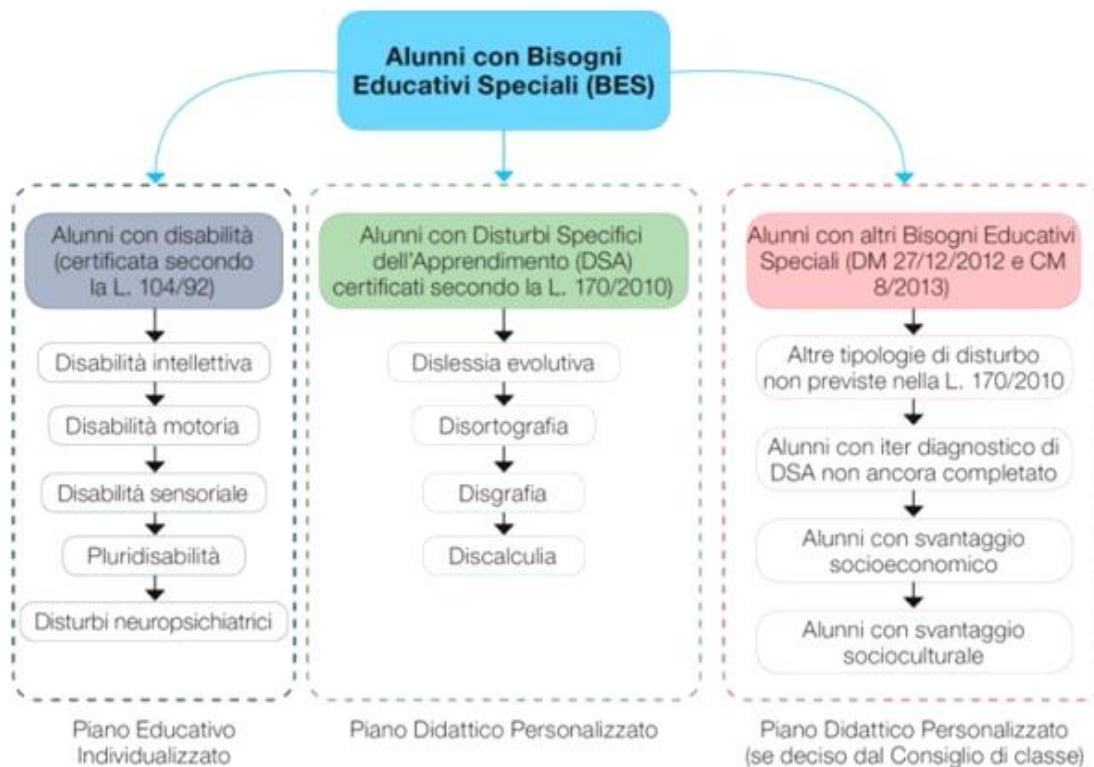 Alunni con Bisogni
Educativi Speciali (BES)
Alunni con disabilità
(certificata secondo
la L. 104/92)
Disabilità intellettiva
Disabilità motoria
Disabilità sensoriale
Pluridisabilità
Disturbi neuropsichiatrici
Piano Educativo
Individualizzato
Alunni con Disturbi Specifici
dell'Apprendimento (DSA)
certificati secondo la L. 170/2010)
Dislessia evolutiva
Disortografia
Disgrafia
Discalculia
Piano Didattico Personalizzato
Alunni con altri Bisogni Educativi
Speciali (DM 27/12/2012 e CM
8/2013)
Altre tipologie di disturbo
non previste nella L. 170/2010
Alunni con iter diagnostico di
DSA non ancora completato
Alunni con svantaggio
socioeconomico
Alunni con svantaggio
socioculturale
Piano Didattico Personalizzato
(se deciso dal Consiglio di classe)